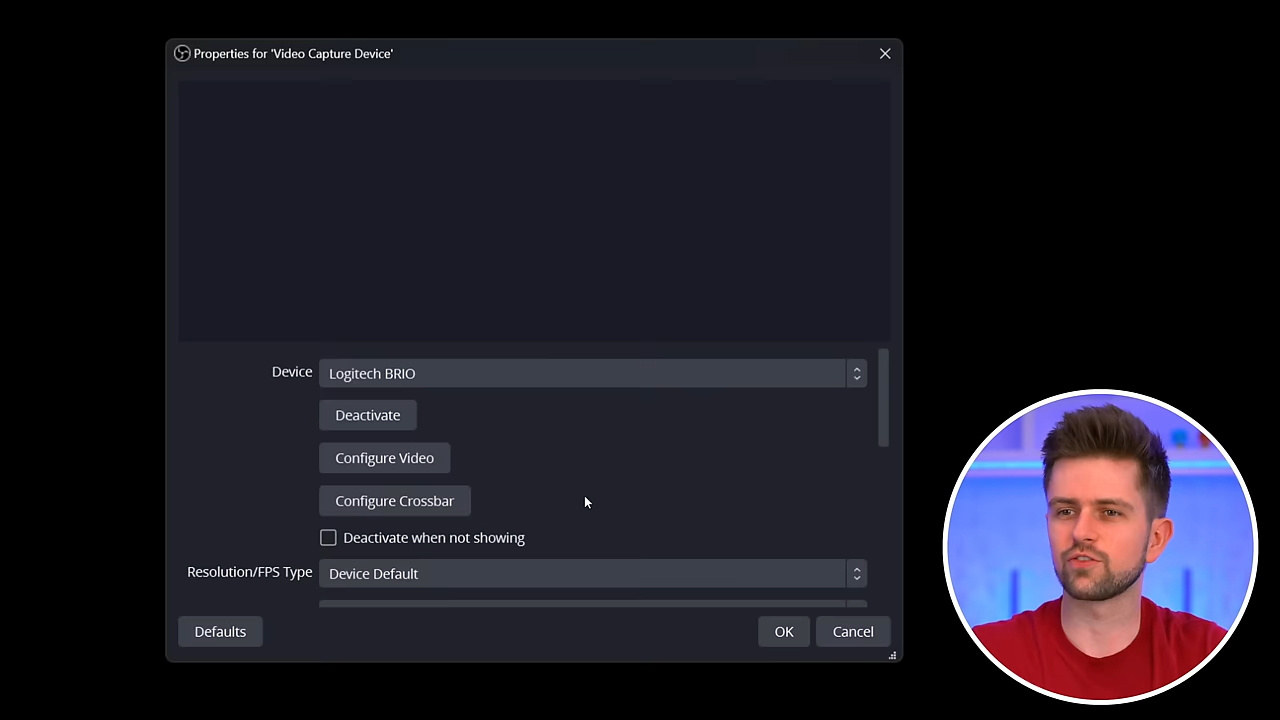 Properties for 'Video Capture Device'
Device
Logitech BRIO
Deactivate
Configure Video
Configure Crossbar
Deactivate when not showing
Resolution/FPS Type
Device Default
Defaults
OK
Cancel